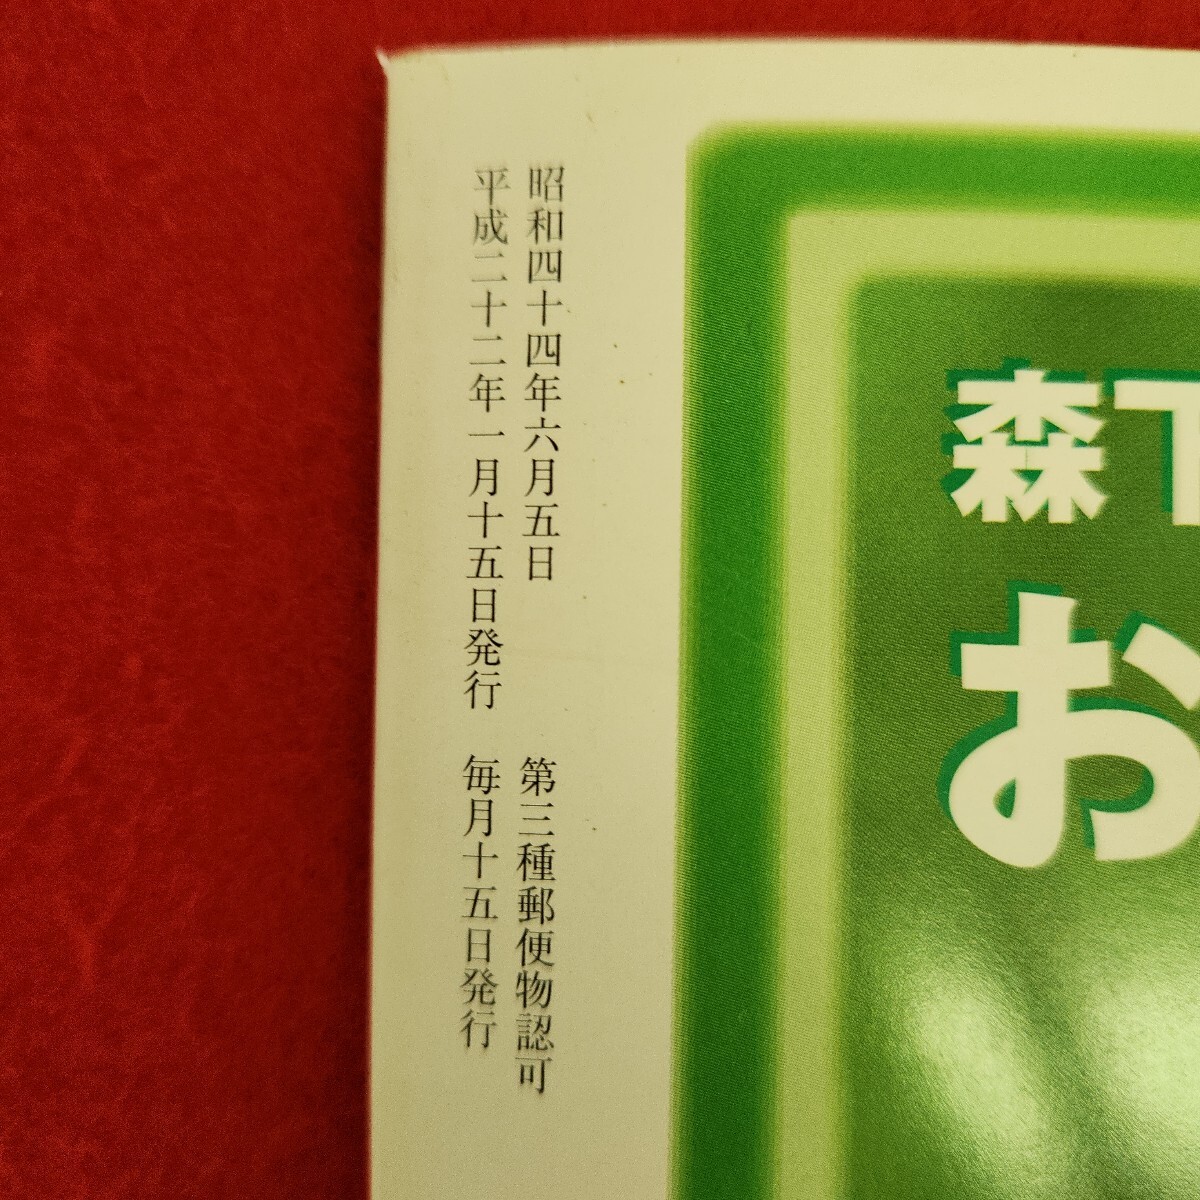 昭和四十四年六月五日　第三種郵便物認可
平成二十二年一月十五日発行　毎月十五日発行
森下
お